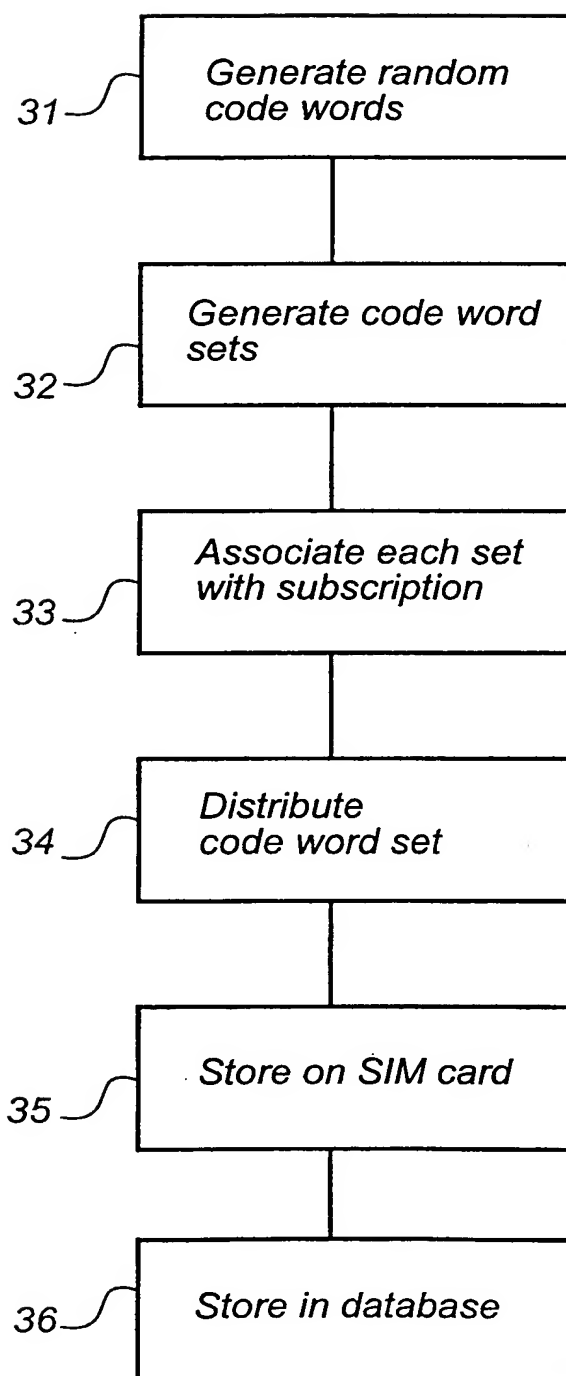 31
Generate random
code words
32
Generate code word
sets
33
Associate each set
with subscription
34
Distribute
code word set
35
Store on SIM card
36
Store in database